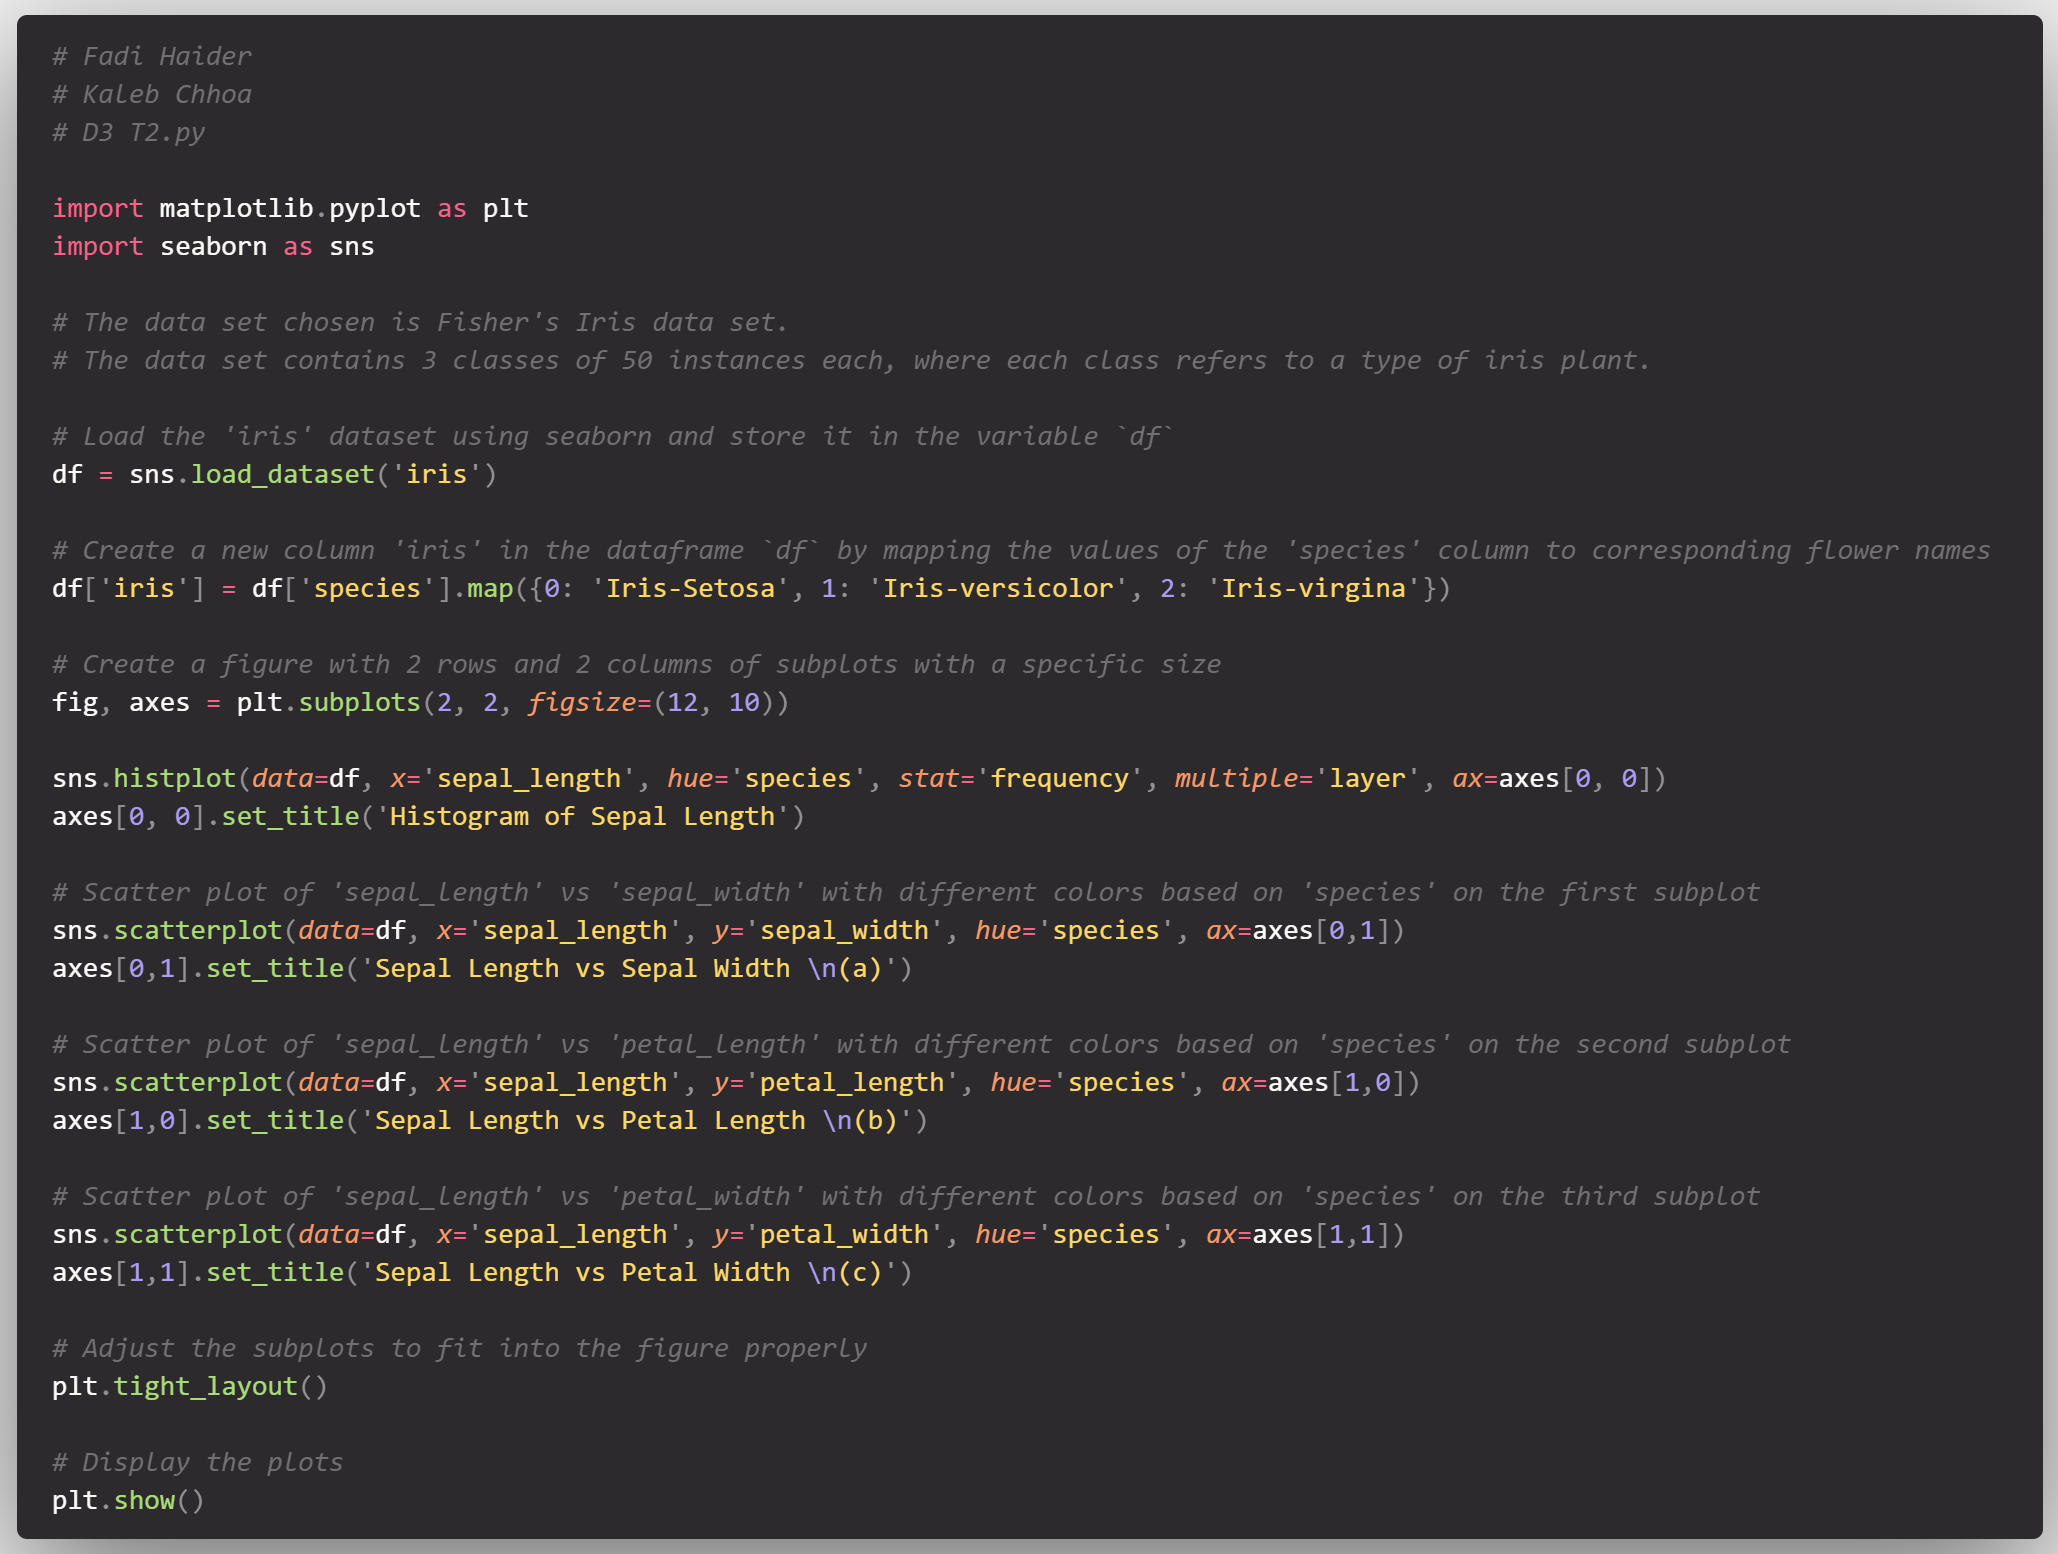 # Fadi Haider
# Kaleb Chhoa
# D3 T2.py
import matplotlib.pyplot as plt
import seaborn as sns
# The data set chosen is Fisher's Iris data set.
# The data set contains 3 classes of 50 instances each, where each class refers to a type of iris plant.
# Load the 'iris' dataset using seaborn and store it in the variable `df`
df = sns.load_dataset('iris')
# Create a new column 'iris' in the dataframe `df` by mapping the values of the 'species' column to corresponding flower names
df['iris'] = df['species'].map({0: 'Iris-Setosa', 1: 'Iris-versicolor', 2: 'Iris-virgina'})
# Create a figure with 2 rows and 2 columns of subplots with a specific size
fig, axes = plt.subplots(2, 2, figsize=(12, 10))
sns.histplot(data=df, x='sepal_length', hue='species', stat='frequency', multiple='layer', ax=axes[0, 0])
axes[0, 0].set_title('Histogram of Sepal Length')
# Scatter plot of 'sepal_length' vs 'sepal_width' with different colors based on 'species' on the first subplot
sns.scatterplot(data=df, x='sepal_length', y='sepal_width', hue='species', ax=axes[0,1])
axes[0,1].set_title('Sepal Length vs Sepal Width \n(a)')
# Scatter plot of 'sepal_length' vs 'petal_length' with different colors based on 'species' on the second subplot
sns.scatterplot(data=df, x='sepal_length', y='petal_length', hue='species', ax=axes[1,0])
axes[1,0].set_title('Sepal Length vs Petal Length \n(b)')
# Scatter plot of 'sepal_length' vs 'petal_width' with different colors based on 'species' on the third subplot
sns.scatterplot(data=df, x='sepal_length', y='petal_width', hue='species', ax=axes[1,1])
axes[1,1].set_title('Sepal Length vs Petal Width \n(c)')
# Adjust the subplots to fit into the figure properly
plt.tight_layout()
# Display the plots
plt.show()